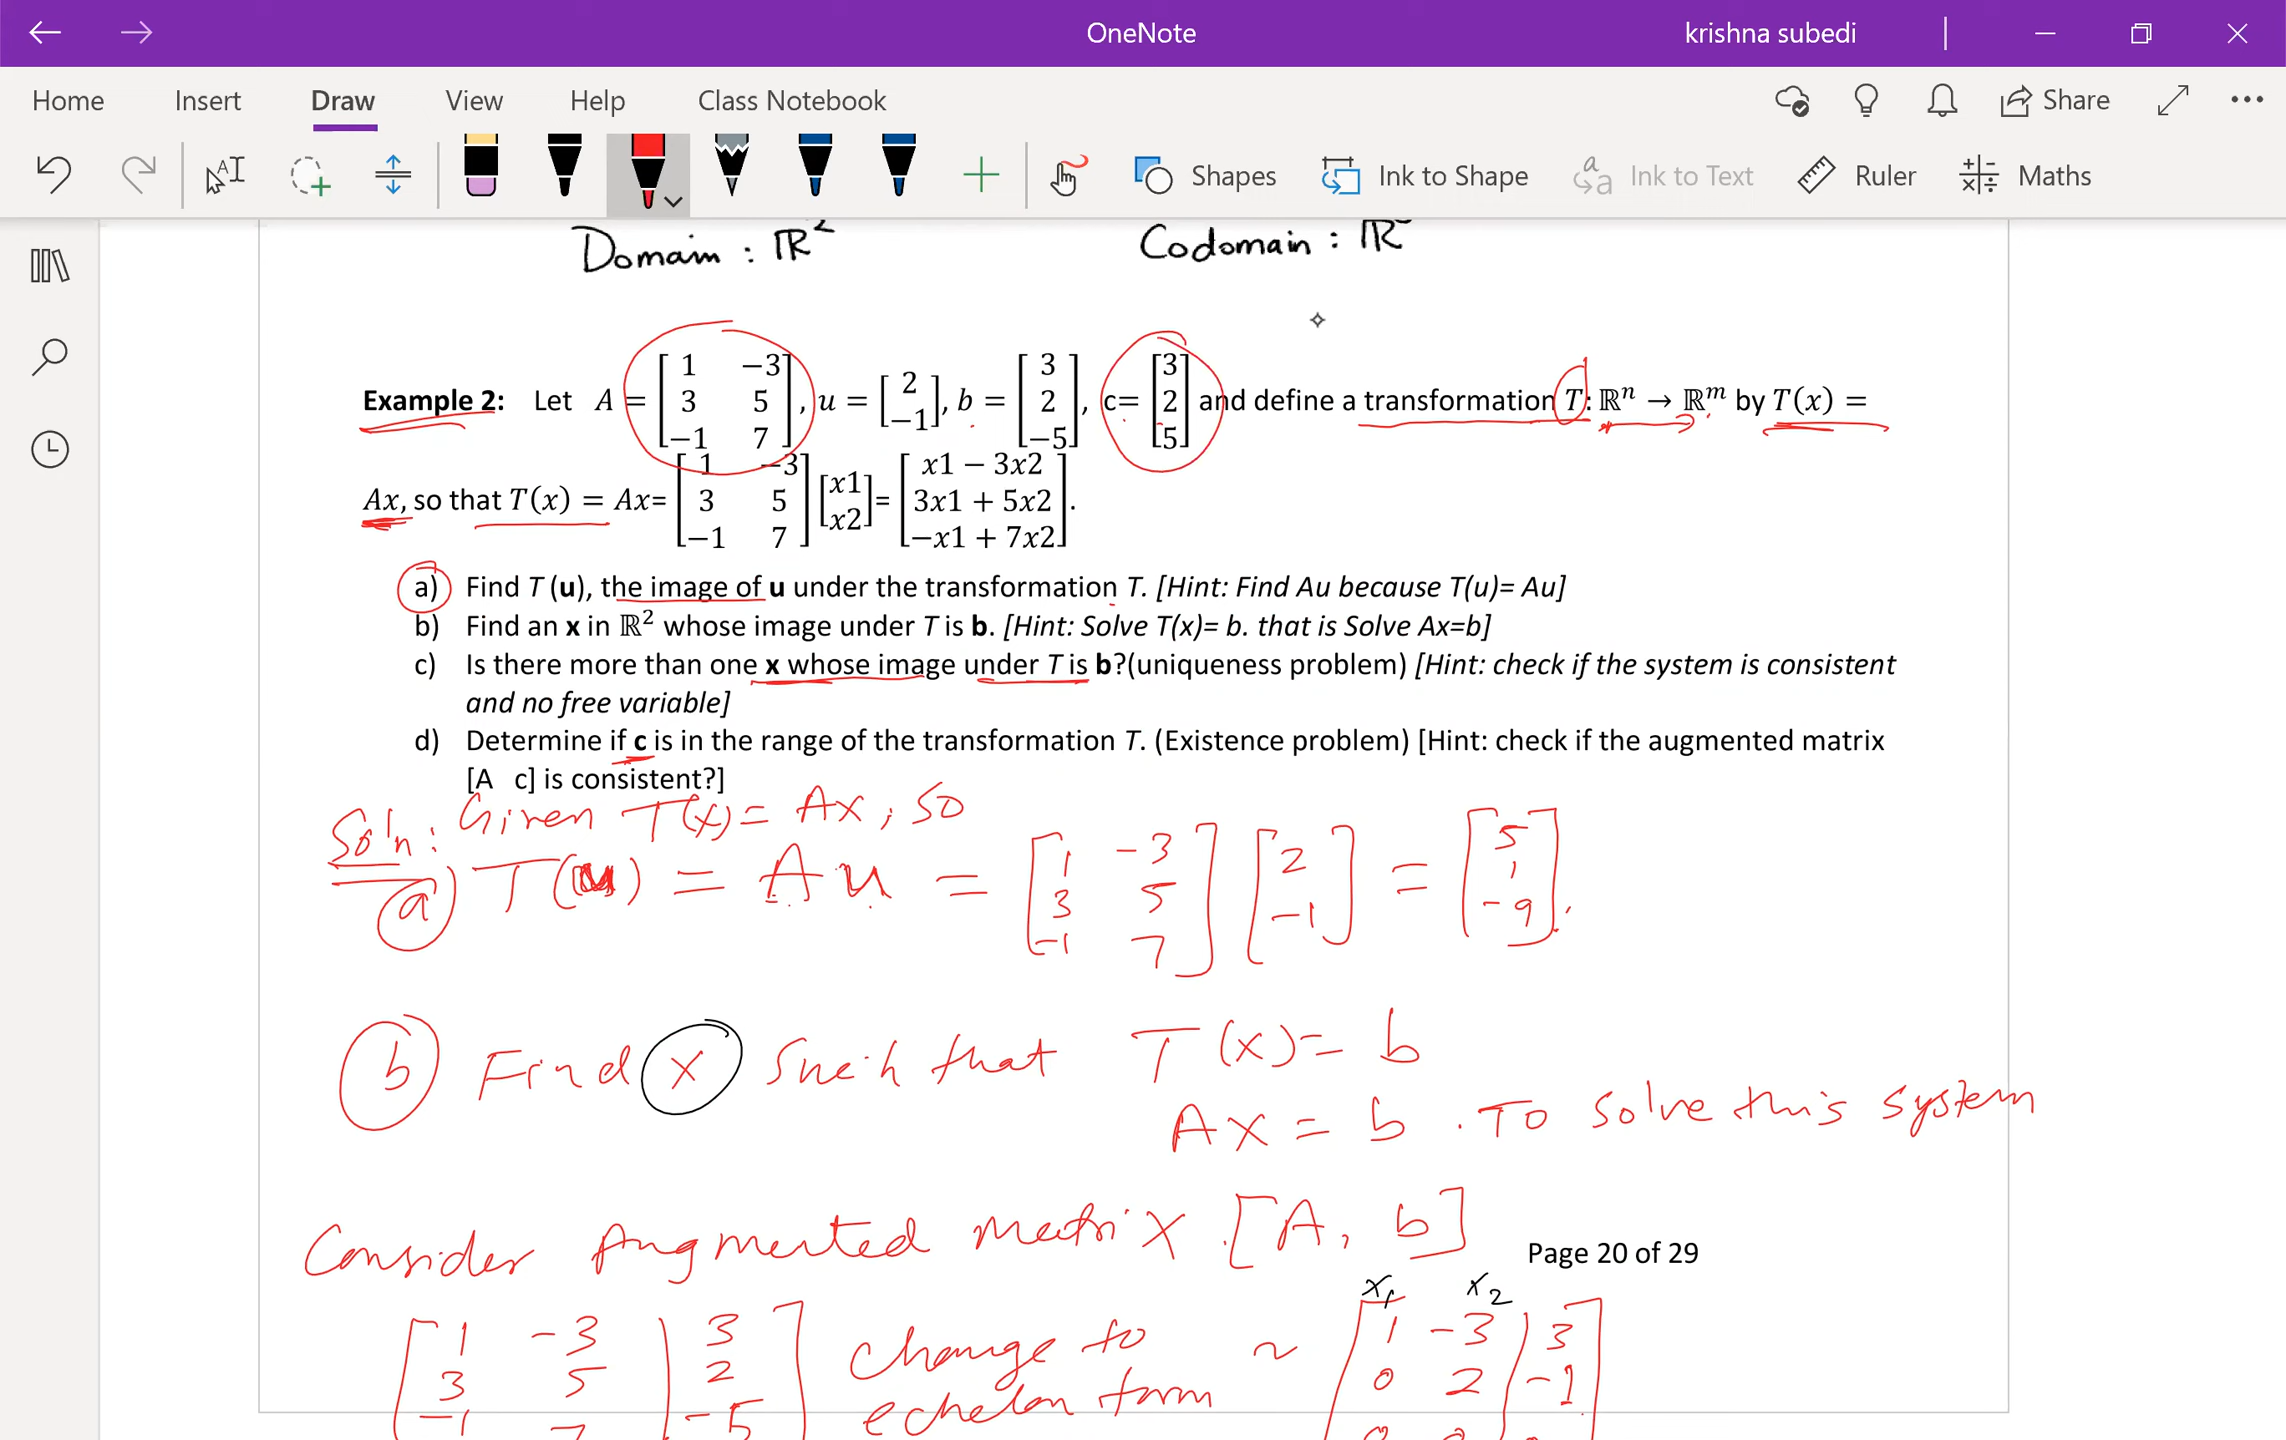 OneNote
krishna subedi
Home Insert Draw View Help Class Notebook Share
Shapes Ink to Shape Ink to Text Ruler Maths
Domain : ℝ² Codomain : ℝ
Example 2: Let A = [1 −3; 3 5; −1 7], u = [2; −1], b = [3; 2; −5], c= [3; 2; 5] and define a transformation T: ℝⁿ → ℝᵐ by T(x) =
Ax, so that T(x) = Ax= [1 −3; 3 5; −1 7] [x1; x2] = [x1 − 3x2; 3x1 + 5x2; −x1 + 7x2].
a) Find T (u), the image of u under the transformation T. [Hint: Find Au because T(u)= Au]
b) Find an x in ℝ² whose image under T is b. [Hint: Solve T(x)= b. that is Solve Ax=b]
c) Is there more than one x whose image under T is b?(uniqueness problem) [Hint: check if the system is consistent
and no free variable]
d) Determine if c is in the range of the transformation T. (Existence problem) [Hint: check if the augmented matrix
[A c] is consistent?]
Soln: Given T(x) = Ax, so
a) T(u) = Au = [1 -3; 3 5; -1 7] [2; -1] = [5; 1; -9].
b Find x such that T(x) = b
Ax = b . To solve this system
Consider Augmented matrix [A, b]
Page 20 of 29
x₁ x₂
[1 -3 | 3; 3 5 | 2; -1 7 | -5] change to echelon form ~ [1 -3 | 3; 0 2 | -1;